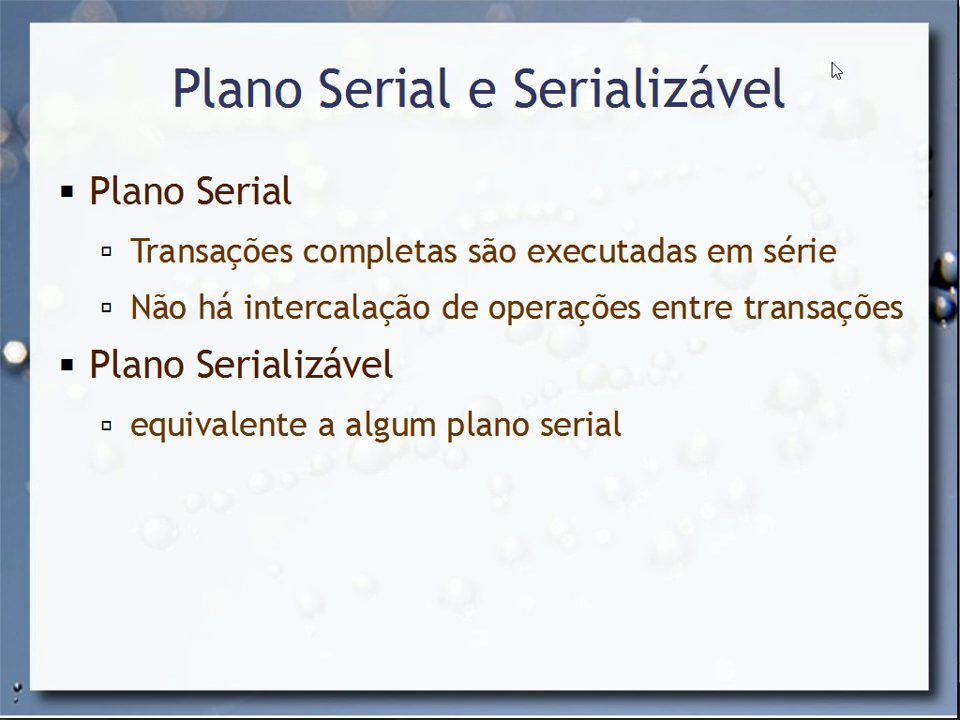 Plano Serial e Serializável
Plano Serial
Transações completas são executadas em série
Não há intercalação de operações entre transações
Plano Serializável
equivalente a algum plano serial